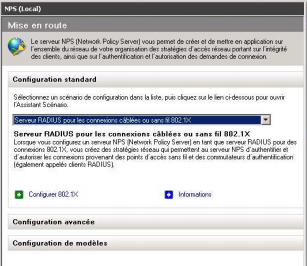 NPS (Local)
Mise en route
Le serveur NPS (Network Policy Server) vous permet de créer et de mettre en application sur
l'ensemble du réseau de votre organisation des stratégies d'accès réseau portant sur l'intégrité
des clients, ainsi que sur l'authentification et l'autorisation des demandes de connexion.
Configuration standard
Sélectionnez un scénario de configuration dans la liste, puis cliquez sur le lien ci-dessous pour ouvrir
l'Assistant Scénario.
Serveur RADIUS pour les connexions câblées ou sans fil 802.1X
Serveur RADIUS pour les connexions câblées ou sans fil 802.1X
Lorsque vous configurez un serveur NPS (Network Policy Server) en tant que serveur RADIUS pour des
connexions 802.1X, vous créez des stratégies réseau qui permettent au serveur NPS d'authentifier et
d'autoriser les connexions provenant des points d'accès sans fil et des commutateurs d'authentification
(également appelés clients RADIUS).
Configurer 802.1X
Informations
Configuration avancée
Configuration de modèles